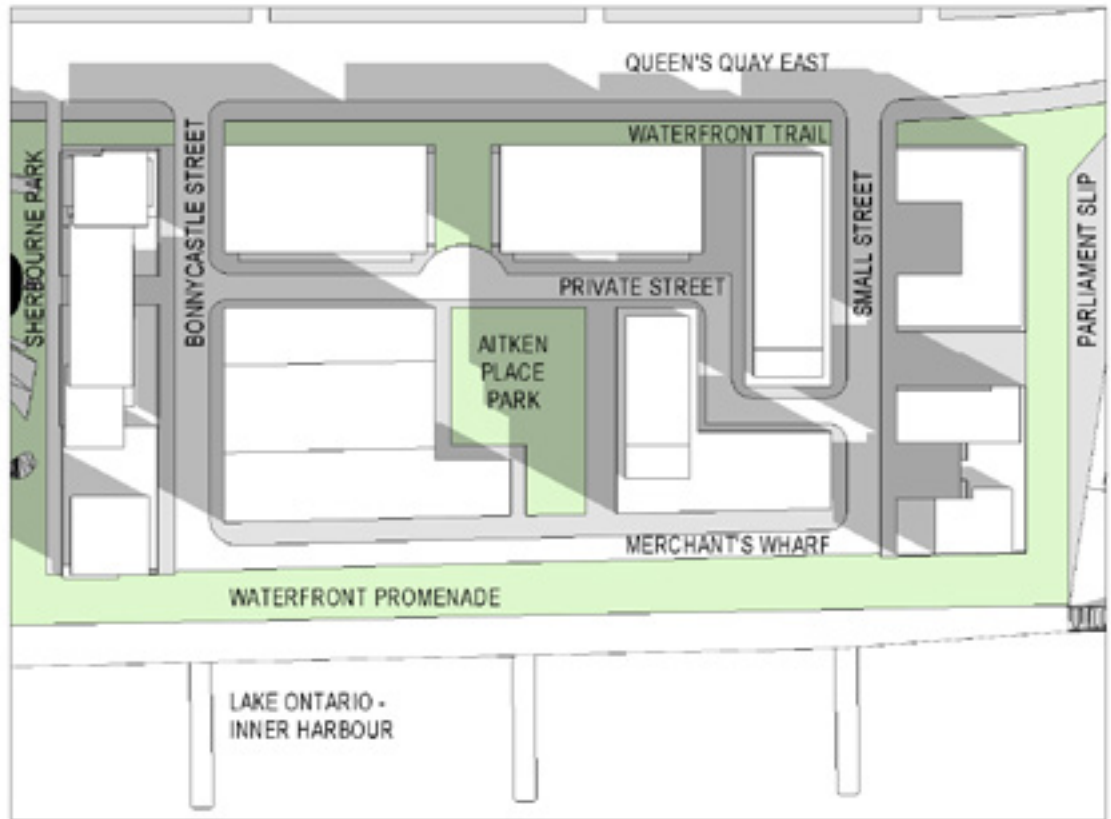 QUEEN'S QUAY EAST
WATERFRONT TRAIL
SHERBOURNE PARK
BONNYCASTLE STREET
SMALL STREET
PARLIAMENT SLIP
PRIVATE STREET
AITKEN
PLACE
PARK
MERCHANT'S WHARF
WATERFRONT PROMENADE
LAKE ONTARIO -
INNER HARBOUR